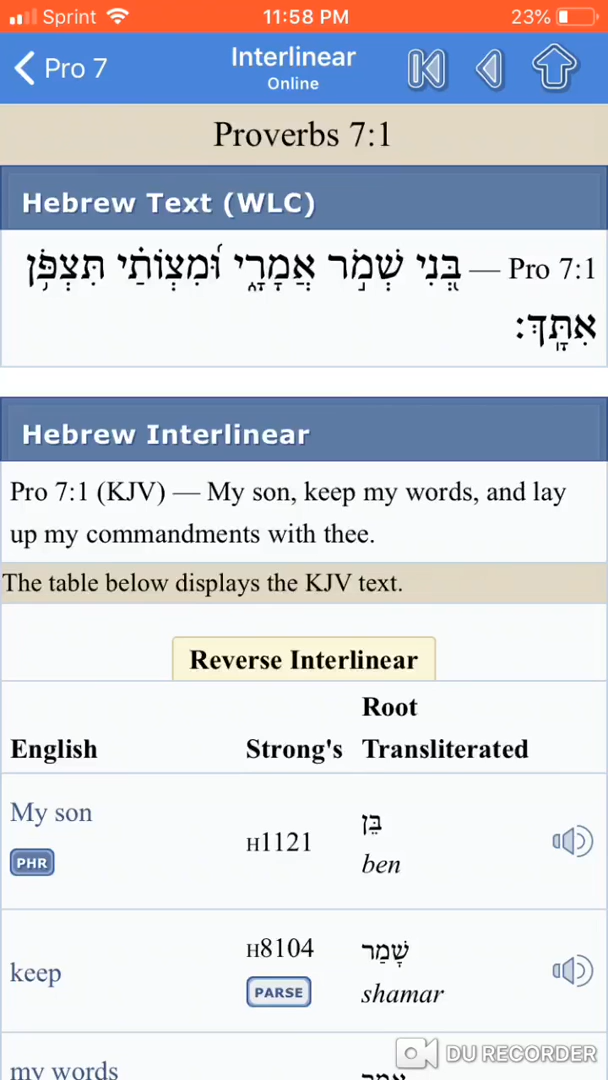 Sprint 11:58 PM 23%
Pro 7 Interlinear
Online
Proverbs 7:1
Hebrew Text (WLC)
Pro 7:1 — בְּ֭נִי שְׁמֹ֣ר אֲמָרָ֑י וּ֝מִצְוֺתַ֗י תִּצְפֹּ֥ן
אִתָּֽךְ׃
Hebrew Interlinear
Pro 7:1 (KJV) — My son, keep my words, and lay
up my commandments with thee.
The table below displays the KJV text.
Reverse Interlinear
English Strong's Root
Transliterated
My son H1121 בֵּן
PHR ben
keep H8104 שָׁמַר
PARSE shamar
my words אמר
DU RECORDER